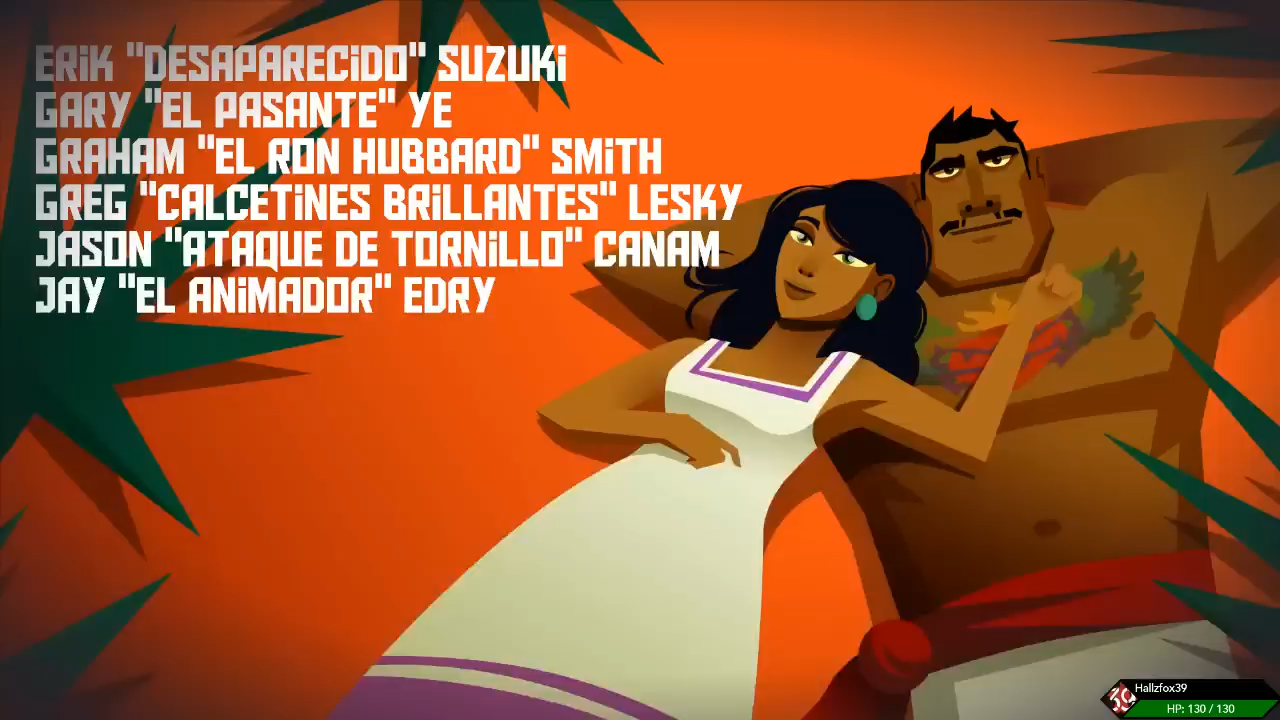 ERIK "DESAPARECIDO" SUZUKI
GARY "EL PASANTE" YE
GRAHAM "EL RON HUBBARD" SMITH
GREG "CALCETINES BRILLANTES" LESKY
JASON "ATAQUE DE TORNILLO" CANAM
JAY "EL ANIMADOR" EDRY
39
Hallzfox39
HP: 130 / 130